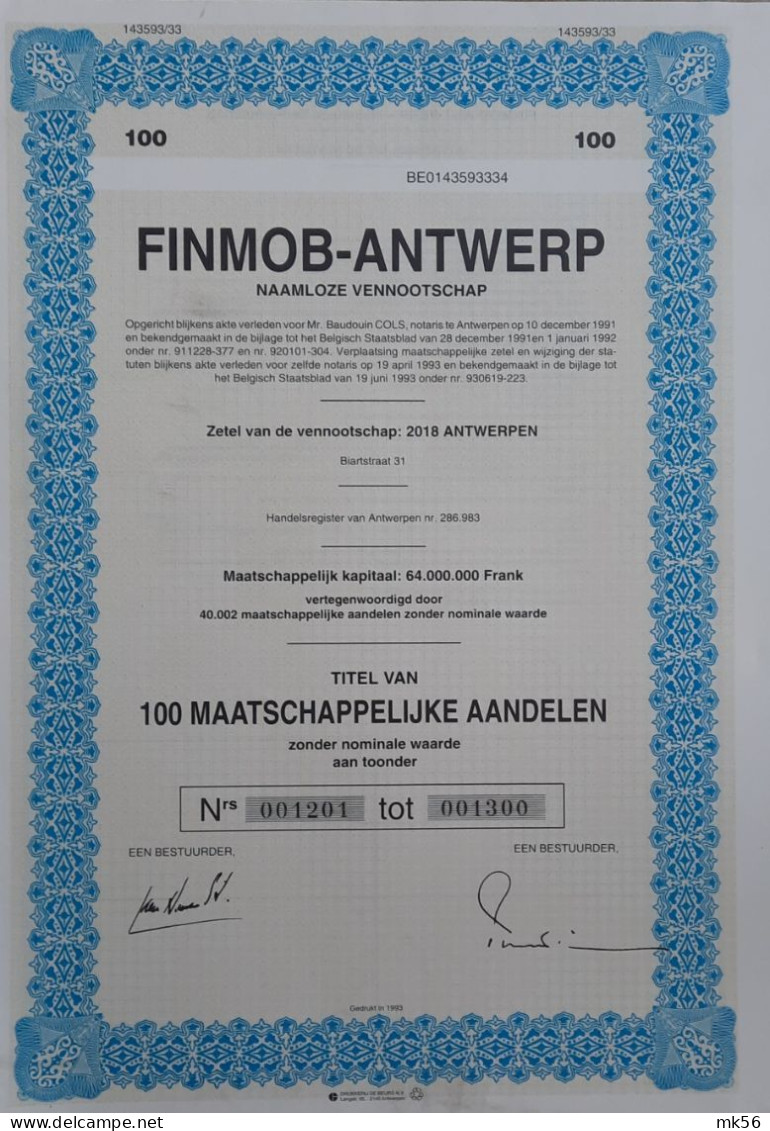 143593/33
143593/33
100
100
BE0143593334
FINMOB-ANTWERP
NAAMLOZE VENNOOTSCHAP
Opgericht blijkens akte verleden voor Mr. Baudouin COLS, notaris te Antwerpen op 10 december 1991
en bekendgemaakt in de bijlage tot het Belgisch Staatsblad van 28 december 1991en 1 januari 1992
onder nr. 911228-377 en nr. 920101-304. Verplaatsing maatschappelijke zetel en wijziging der sta-
tuten blijkens akte verleden voor zelfde notaris op 19 april 1993 en bekendgemaakt in de bijlage tot
het Belgisch Staatsblad van 19 juni 1993 onder nr. 930619-223.
Zetel van de vennootschap: 2018 ANTWERPEN
Biartstraat 31
Handelsregister van Antwerpen nr. 286.983
Maatschappelijk kapitaal: 64.000.000 Frank
vertegenwoordigd door
40.002 maatschappelijke aandelen zonder nominale waarde
TITEL VAN
100 MAATSCHAPPELIJKE AANDELEN
zonder nominale waarde
aan toonder
Nrs 001201 tot 001300
EEN BESTUURDER,
EEN BESTUURDER,
Gedrukt in 1993
DRUKKERIJ DE BEURS N.V.
mk56